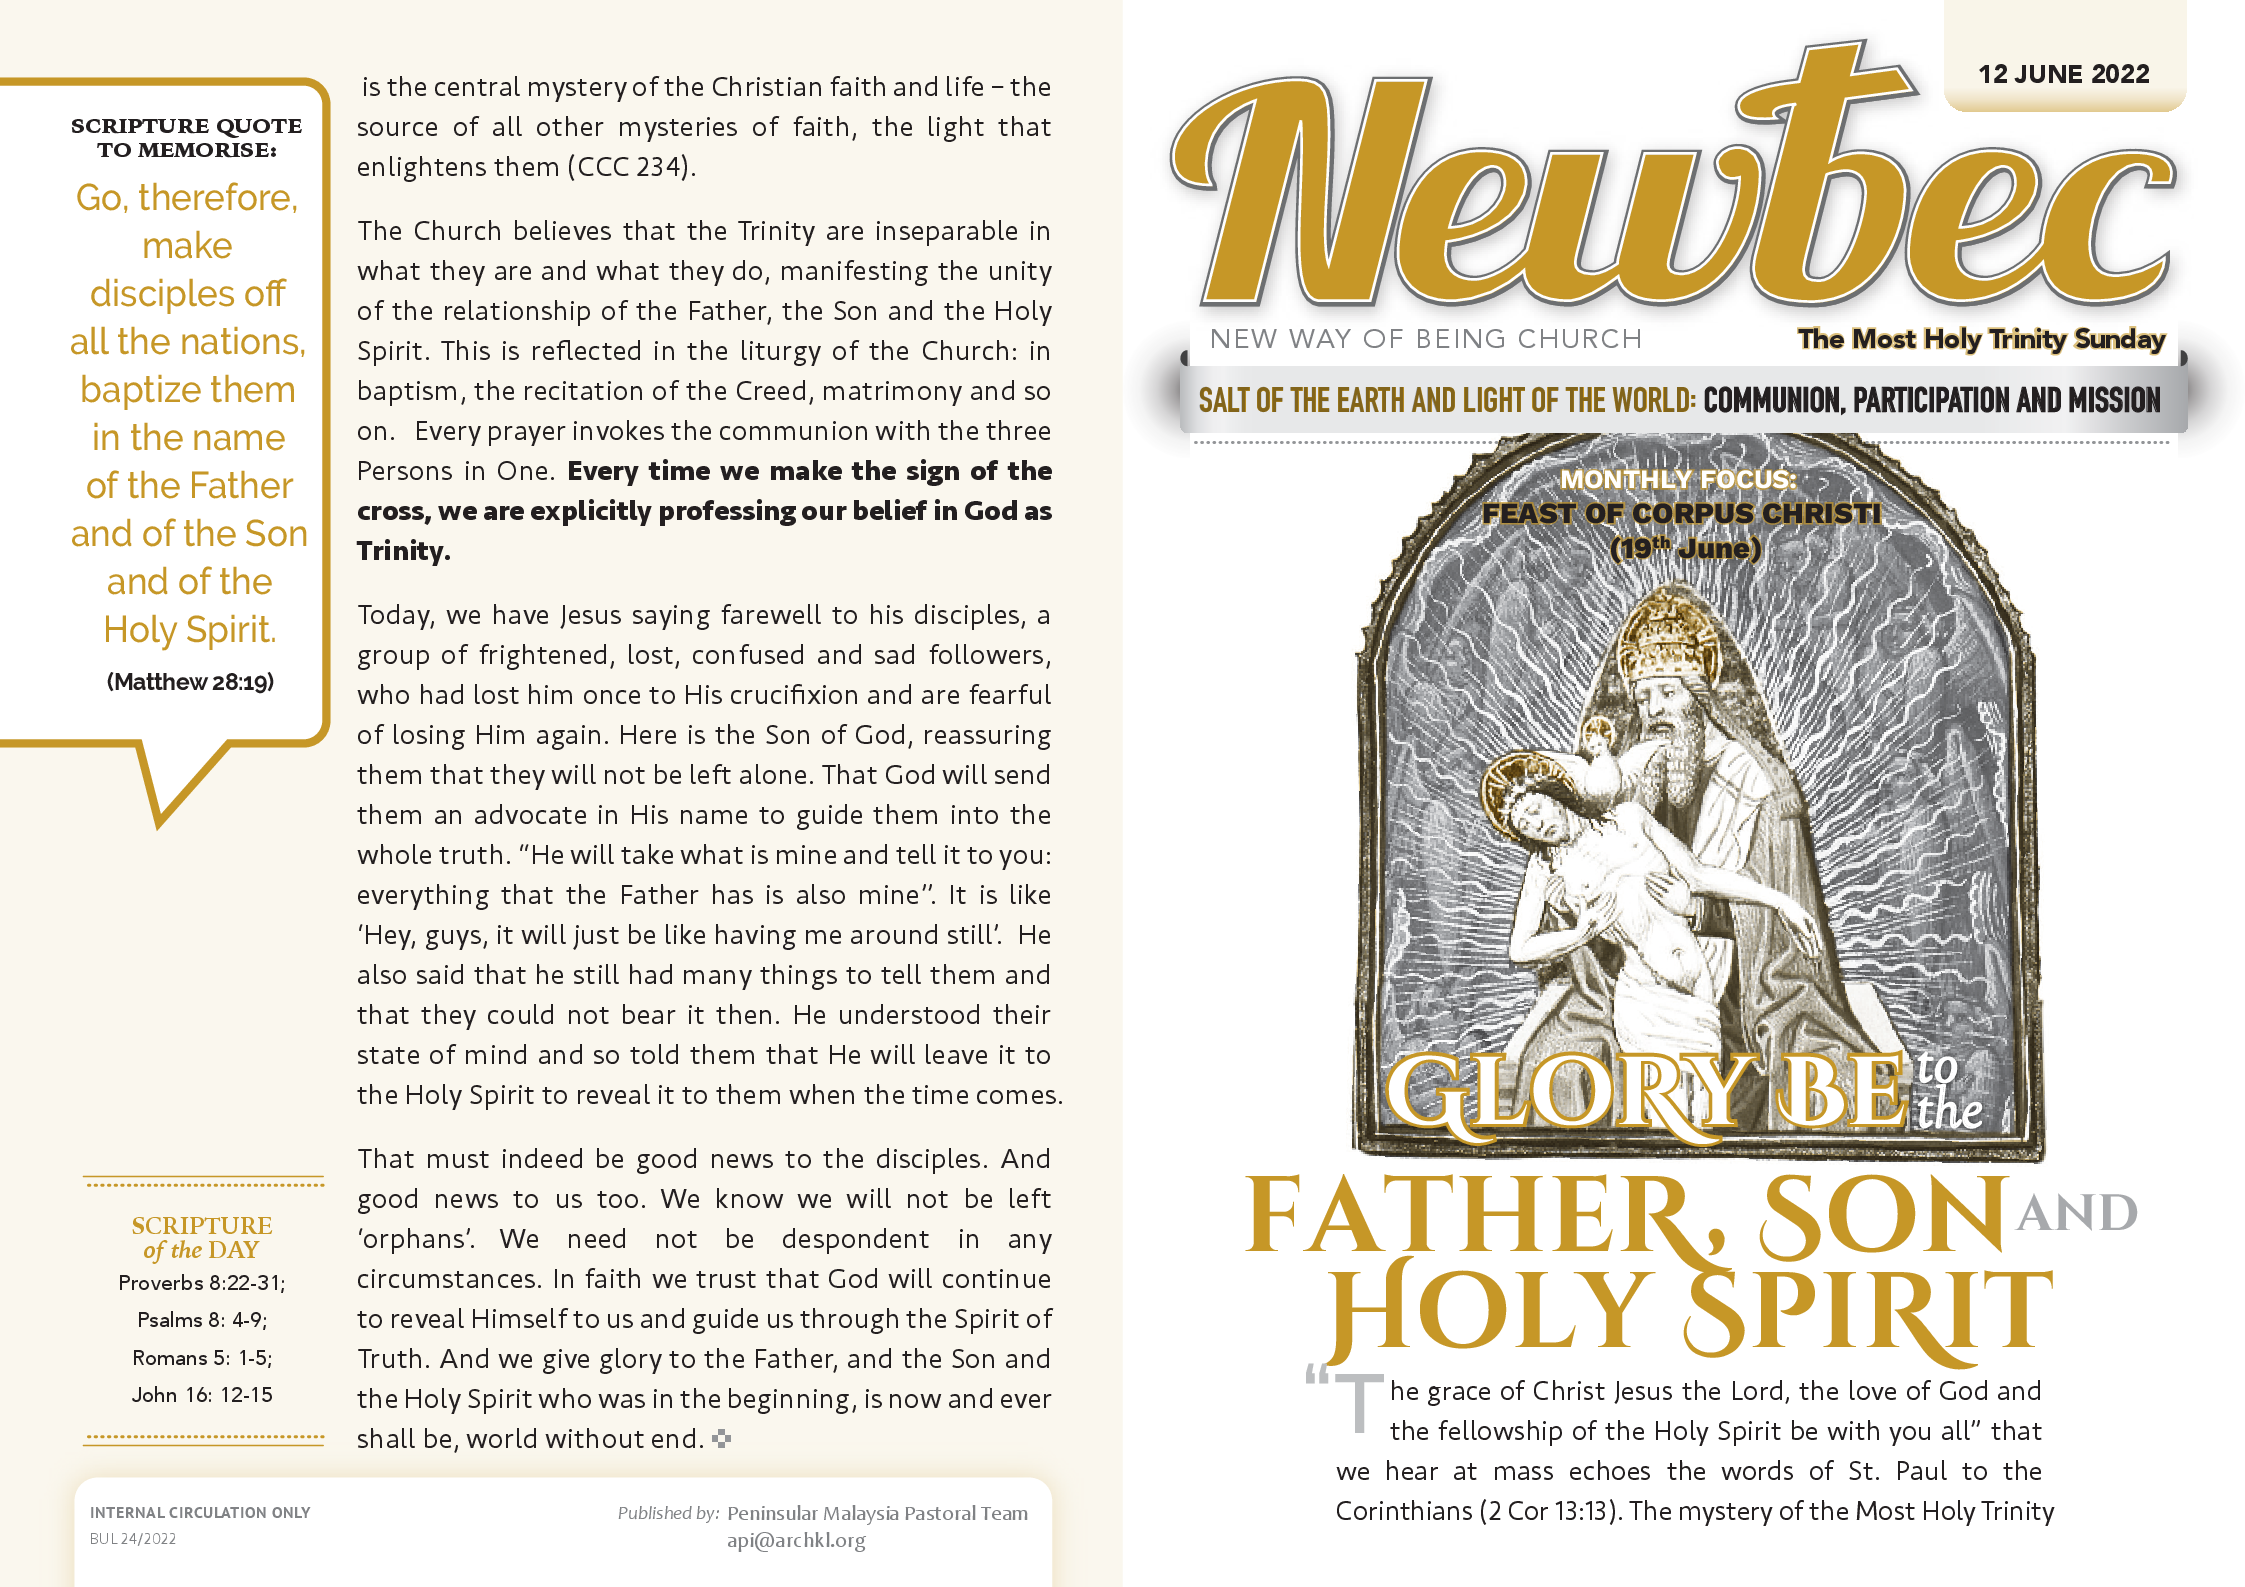 12 JUNE 2022
Newbec
NEW WAY OF BEING CHURCH
The Most Holy Trinity Sunday
SALT OF THE EARTH AND LIGHT OF THE WORLD: COMMUNION, PARTICIPATION AND MISSION
MONTHLY FOCUS:
FEAST OF CORPUS CHRISTI
(19th June)
GLORY BE to the
FATHER, SON AND
HOLY SPIRIT
“The grace of Christ Jesus the Lord, the love of God and
the fellowship of the Holy Spirit be with you all” that
we hear at mass echoes the words of St. Paul to the
Corinthians (2 Cor 13:13). The mystery of the Most Holy Trinity
is the central mystery of the Christian faith and life – the
source of all other mysteries of faith, the light that
enlightens them (CCC 234).
The Church believes that the Trinity are inseparable in
what they are and what they do, manifesting the unity
of the relationship of the Father, the Son and the Holy
Spirit. This is reflected in the liturgy of the Church: in
baptism, the recitation of the Creed, matrimony and so
on. Every prayer invokes the communion with the three
Persons in One. Every time we make the sign of the
cross, we are explicitly professing our belief in God as
Trinity.
Today, we have Jesus saying farewell to his disciples, a
group of frightened, lost, confused and sad followers,
who had lost him once to His crucifixion and are fearful
of losing Him again. Here is the Son of God, reassuring
them that they will not be left alone. That God will send
them an advocate in His name to guide them into the
whole truth. “He will take what is mine and tell it to you:
everything that the Father has is also mine”. It is like
‘Hey, guys, it will just be like having me around still’. He
also said that he still had many things to tell them and
that they could not bear it then. He understood their
state of mind and so told them that He will leave it to
the Holy Spirit to reveal it to them when the time comes.
That must indeed be good news to the disciples. And
good news to us too. We know we will not be left
‘orphans’. We need not be despondent in any
circumstances. In faith we trust that God will continue
to reveal Himself to us and guide us through the Spirit of
Truth. And we give glory to the Father, and the Son and
the Holy Spirit who was in the beginning, is now and ever
shall be, world without end.
SCRIPTURE QUOTE
TO MEMORISE:
Go, therefore,
make
disciples off
all the nations,
baptize them
in the name
of the Father
and of the Son
and of the
Holy Spirit.
(Matthew 28:19)
SCRIPTURE
of the DAY
Proverbs 8:22-31;
Psalms 8: 4-9;
Romans 5: 1-5;
John 16: 12-15
INTERNAL CIRCULATION ONLY
BUL 24/2022
Published by: Peninsular Malaysia Pastoral Team
api@archkl.org